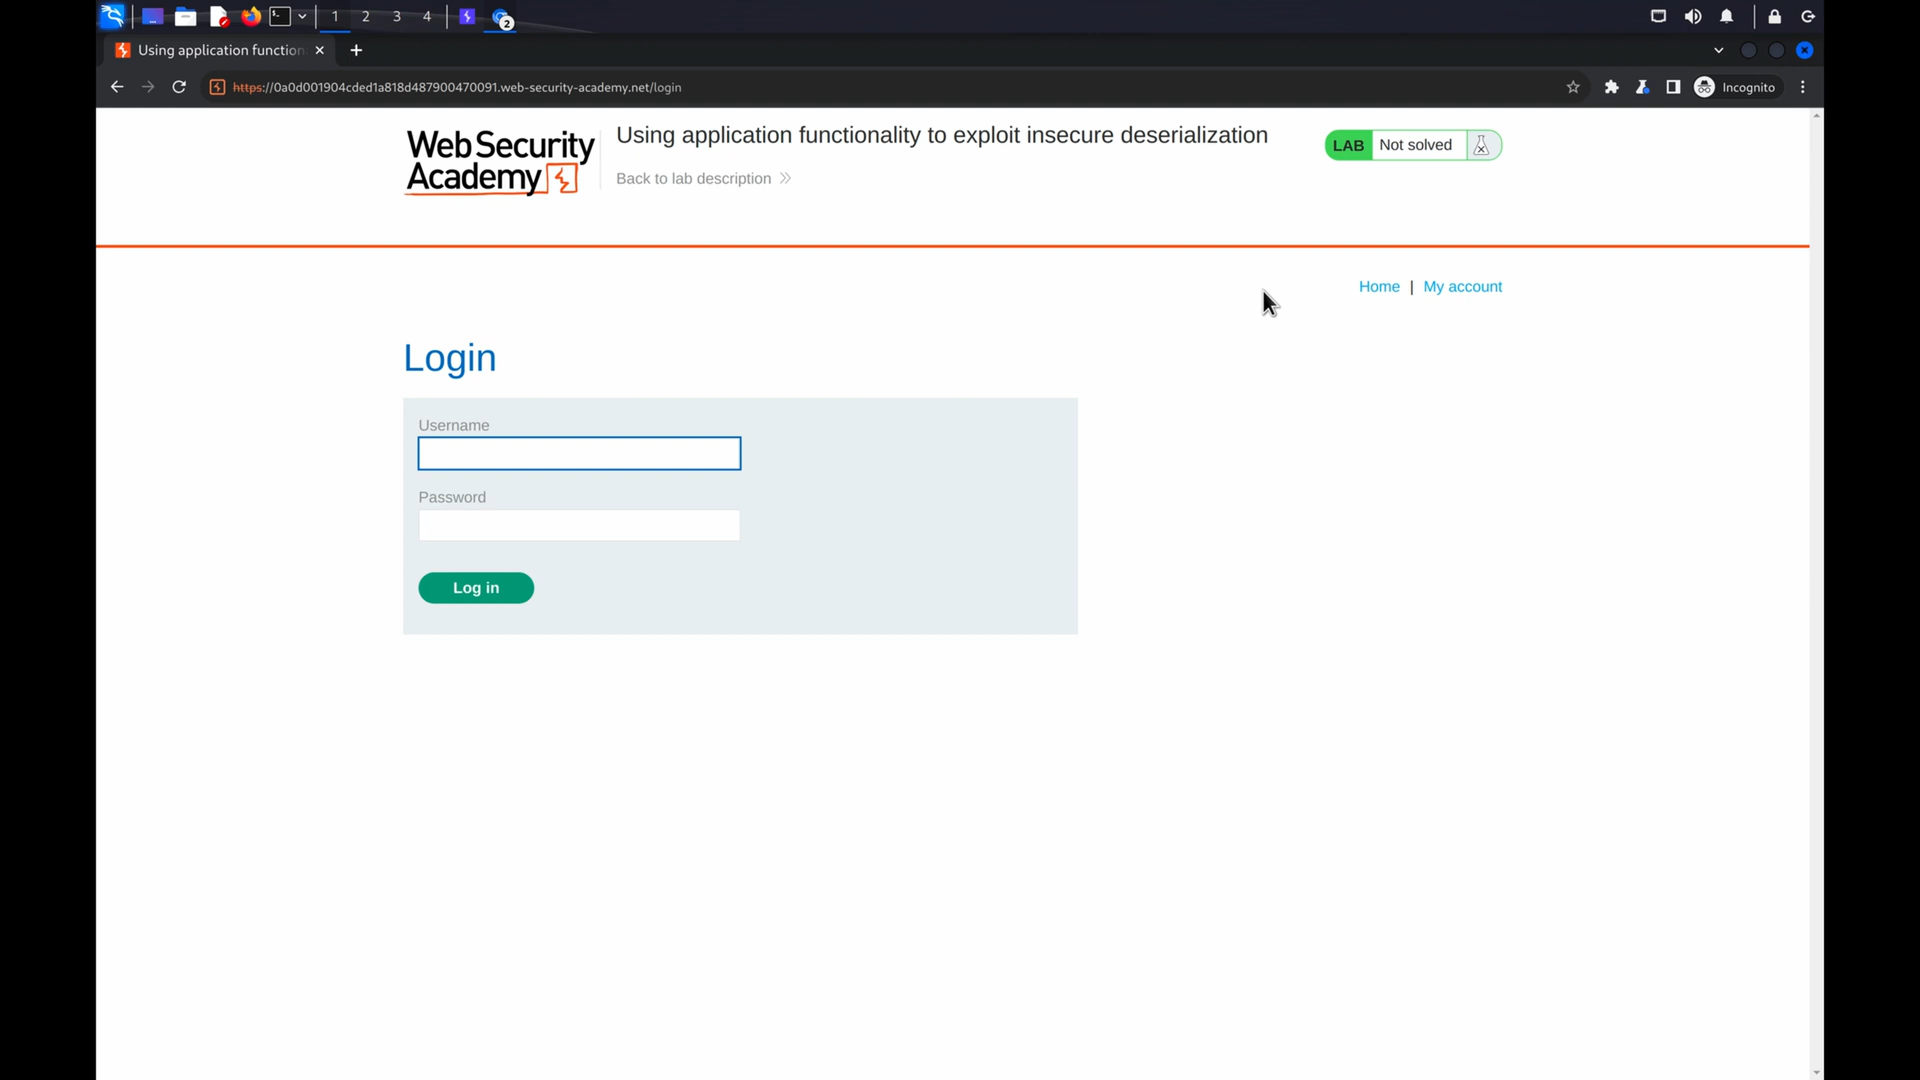 1 2 3 4 2
Using application function
https://0a0d001904cded1a818d487900470091.web-security-academy.net/login
Incognito
Web Security
Academy
Using application functionality to exploit insecure deserialization
Back to lab description
LAB Not solved
Home | My account
Login
Username
Password
Log in